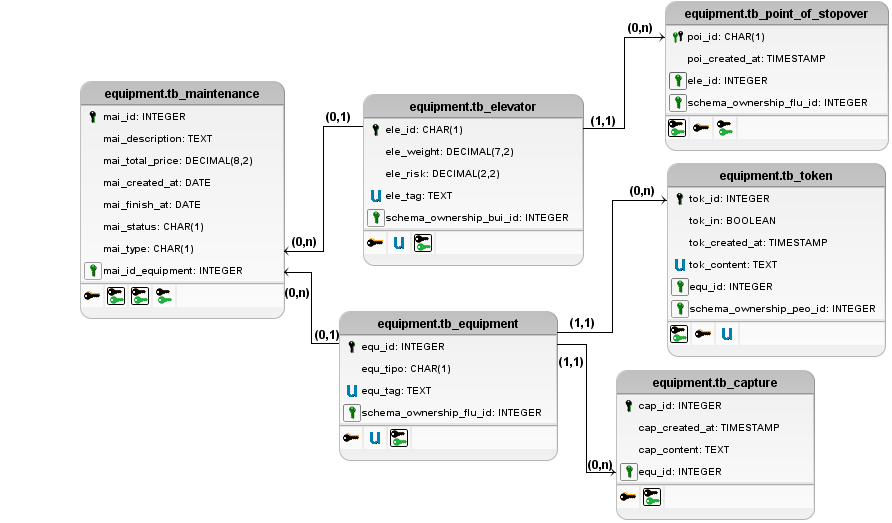 equipment.tb_point_of_stopover
poi_id: CHAR(1)
poi_created_at: TIMESTAMP
ele_id: INTEGER
schema_ownership_flu_id: INTEGER
(0,n)
(1,1)
equipment.tb_maintenance
mai_id: INTEGER
mai_description: TEXT
mai_total_price: DECIMAL(8,2)
mai_created_at: DATE
mai_finish_at: DATE
mai_status: CHAR(1)
mai_type: CHAR(1)
mai_id_equipment: INTEGER
(0,1)
(0,n)
equipment.tb_elevator
ele_id: CHAR(1)
ele_weight: DECIMAL(7,2)
ele_risk: DECIMAL(2,2)
U ele_tag: TEXT
schema_ownership_bui_id: INTEGER
U
equipment.tb_token
tok_id: INTEGER
tok_in: BOOLEAN
tok_created_at: TIMESTAMP
U tok_content: TEXT
equ_id: INTEGER
schema_ownership_peo_id: INTEGER
U
(0,n)
(1,1)
(0,n)
(0,1)
equipment.tb_equipment
equ_id: INTEGER
equ_tipo: CHAR(1)
U equ_tag: TEXT
schema_ownership_flu_id: INTEGER
U
(1,1)
(0,n)
equipment.tb_capture
cap_id: INTEGER
cap_created_at: TIMESTAMP
cap_content: TEXT
equ_id: INTEGER